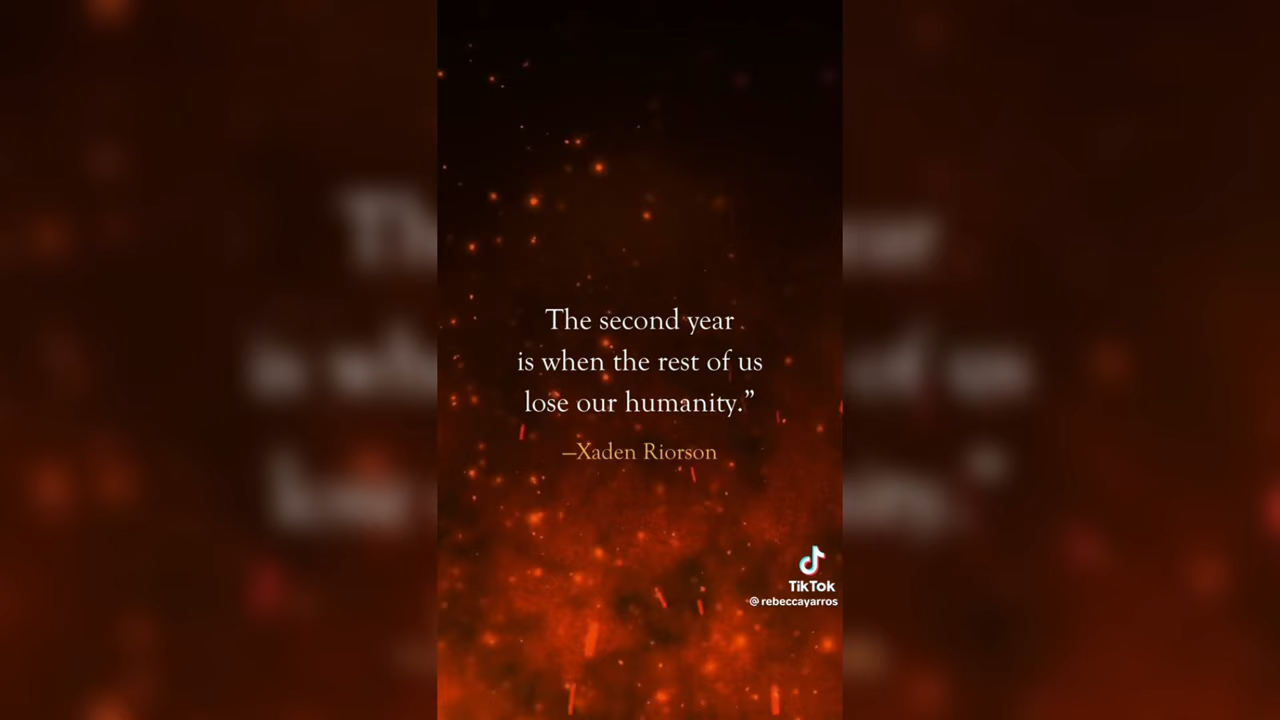 The second year
is when the rest of us
lose our humanity.”
—Xaden Riorson
TikTok
@rebeccayarros